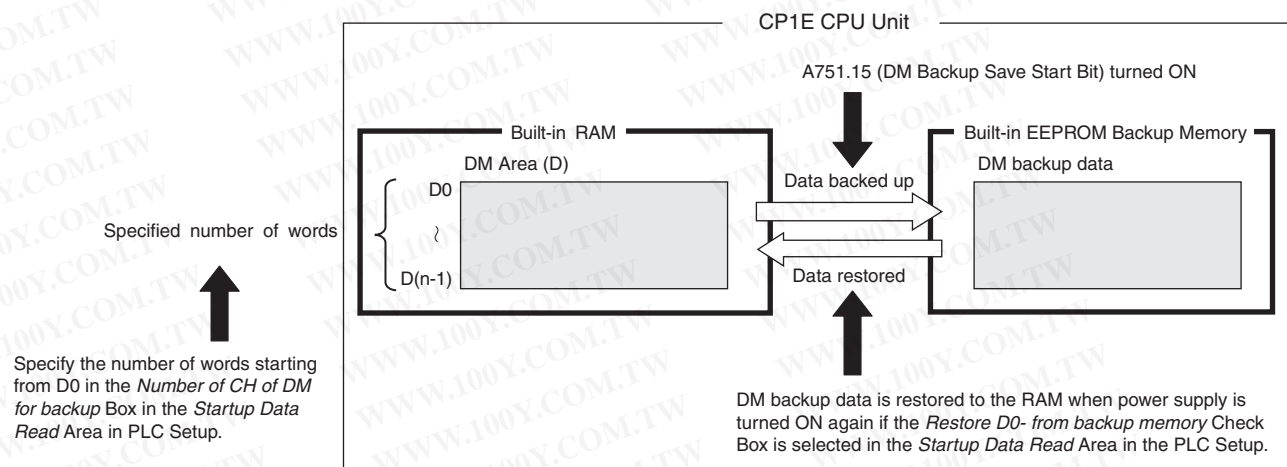 CP1E CPU Unit
A751.15 (DM Backup Save Start Bit) turned ON
Built-in RAM
Built-in EEPROM Backup Memory
DM Area (D)
DM backup data
D0
~
D(n-1)
Specified number of words
Data backed up
Data restored
Specify the number of words starting
from D0 in the Number of CH of DM
for backup Box in the Startup Data
Read Area in PLC Setup.
DM backup data is restored to the RAM when power supply is
turned ON again if the Restore D0- from backup memory Check
Box is selected in the Startup Data Read Area in the PLC Setup.
WWW.100Y.COM.TW